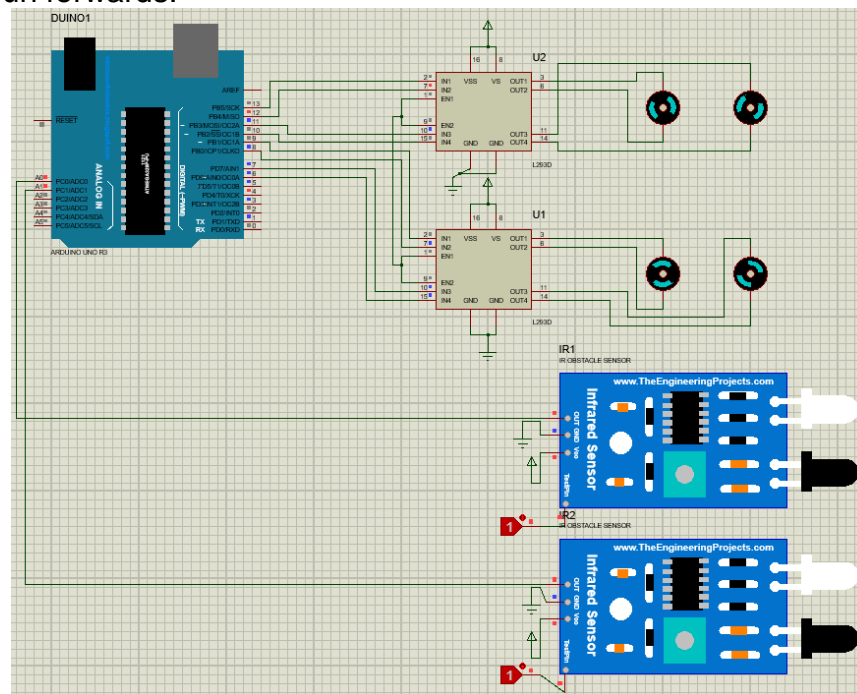 un forwards.
DUINO1
AREF
RESET
PB5/SCK 13
PB4/MISO 12
PB3/MOSI/OC2A 11
PB2/SS/OC1B 10
PB1/OC1A 9
PB0/ICP1/CLKO 8
PD7/AIN1 7
PD6/AIN0/OC0A 6
PD5/T1/OC0B 5
PD4/T0/XCK 4
PD3/INT1/OC2B 3
PD2/INT0 2
TX PD1/TXD 1
RX PD0/RXD 0
DIGITAL (~PWM)
ANALOG IN
A0 PC0/ADC0
A1 PC1/ADC1
A2 PC2/ADC2
A3 PC3/ADC3
A4 PC4/ADC4/SDA
A5 PC5/ADC5/SCL
ARDUINO UNO R3
U2
16 8
2 IN1 VSS VS OUT1 3
7 IN2 OUT2 6
1 EN1
9 EN2
10 IN3 OUT3 11
15 IN4 GND GND OUT4 14
L293D
U1
16 8
2 IN1 VSS VS OUT1 3
7 IN2 OUT2 6
1 EN1
9 EN2
10 IN3 OUT3 11
15 IN4 GND GND OUT4 14
L293D
IR1
IR OBSTACLE SENSOR
www.TheEngineeringProjects.com
Infrared Sensor
OUT GND Vcc
TestPin
1
IR2
IR OBSTACLE SENSOR
www.TheEngineeringProjects.com
Infrared Sensor
OUT GND Vcc
TestPin
1